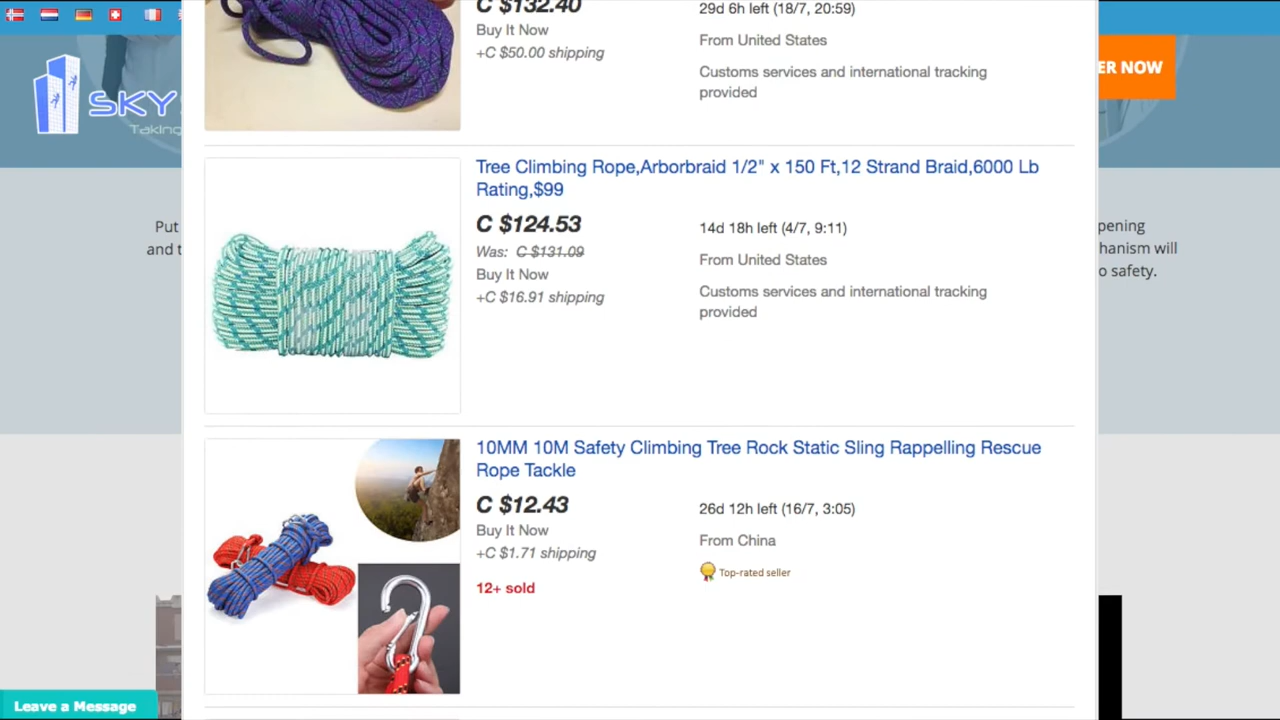 C $132.40
Buy It Now
+C $50.00 shipping
29d 6h left (18/7, 20:59)
From United States
Customs services and international tracking
provided
ER NOW
SKY
Taking
Put
and t
pening
hanism will
o safety.
Tree Climbing Rope,Arborbraid 1/2" x 150 Ft,12 Strand Braid,6000 Lb
Rating,$99
C $124.53
Was: C $131.09
Buy It Now
+C $16.91 shipping
14d 18h left (4/7, 9:11)
From United States
Customs services and international tracking
provided
10MM 10M Safety Climbing Tree Rock Static Sling Rappelling Rescue
Rope Tackle
C $12.43
Buy It Now
+C $1.71 shipping
12+ sold
26d 12h left (16/7, 3:05)
From China
Top-rated seller
Leave a Message